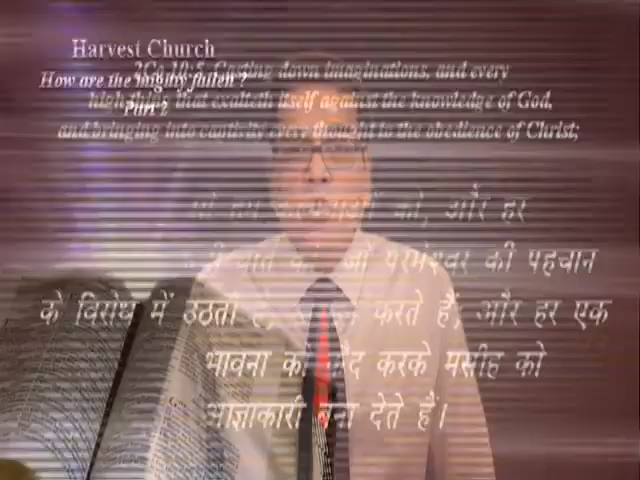 Harvest Church
2Co 10:5 Casting down imaginations, and every
How are the mighty fallen ?
high thing that exalteth itself against the knowledge of God,
Part 2
and bringing into captivity every thought to the obedience of Christ;
को, और हर
जो परमेश्वर की पहचान
के विरोध में उठती है, करते हैं; और हर एक
भावना को कैद करके मसीह को
आज्ञाकारी बना देते हैं।